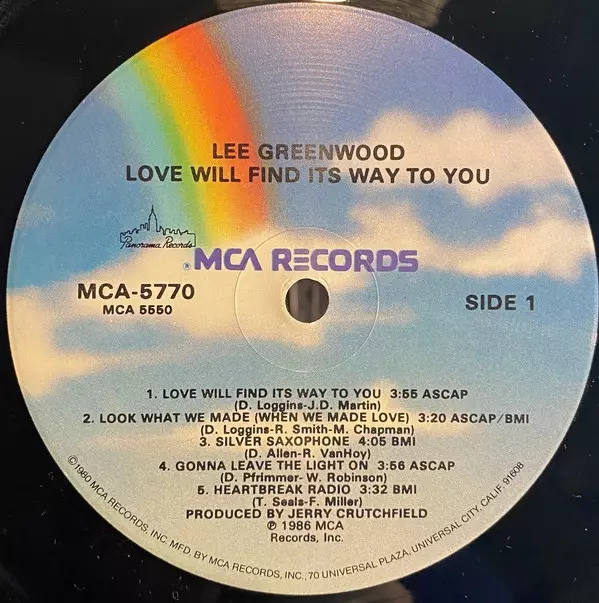 LEE GREENWOOD
LOVE WILL FIND ITS WAY TO YOU
Panorama Records
® MCA RECORDS
MCA-5770
MCA 5550
SIDE 1
1. LOVE WILL FIND ITS WAY TO YOU 3:55 ASCAP
(D. Loggins-J.D. Martin)
2. LOOK WHAT WE MADE (WHEN WE MADE LOVE) 3:20 ASCAP/BMI
(D. Loggins-R. Smith-M. Chapman)
3. SILVER SAXOPHONE 4:05 BMI
(D. Allen-R. VanHoy)
4. GONNA LEAVE THE LIGHT ON 3:56 ASCAP
(D. Pfrimmer- W. Robinson)
5. HEARTBREAK RADIO 3:32 BMI
(T. Seals-F. Miller)
PRODUCED BY JERRY CRUTCHFIELD
℗ 1986 MCA
Records, Inc.
©1980 MCA RECORDS, INC. MFD. BY MCA RECORDS, INC., 70 UNIVERSAL PLAZA, UNIVERSAL CITY, CALIF. 91608